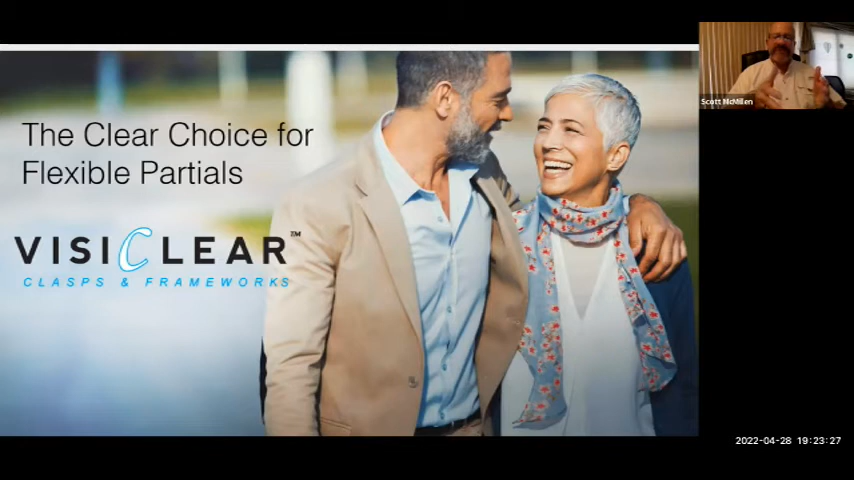 The Clear Choice for
Flexible Partials
VISICLEAR™
CLASPS & FRAMEWORKS
Scott McMillen
2022-04-28 19:23:27